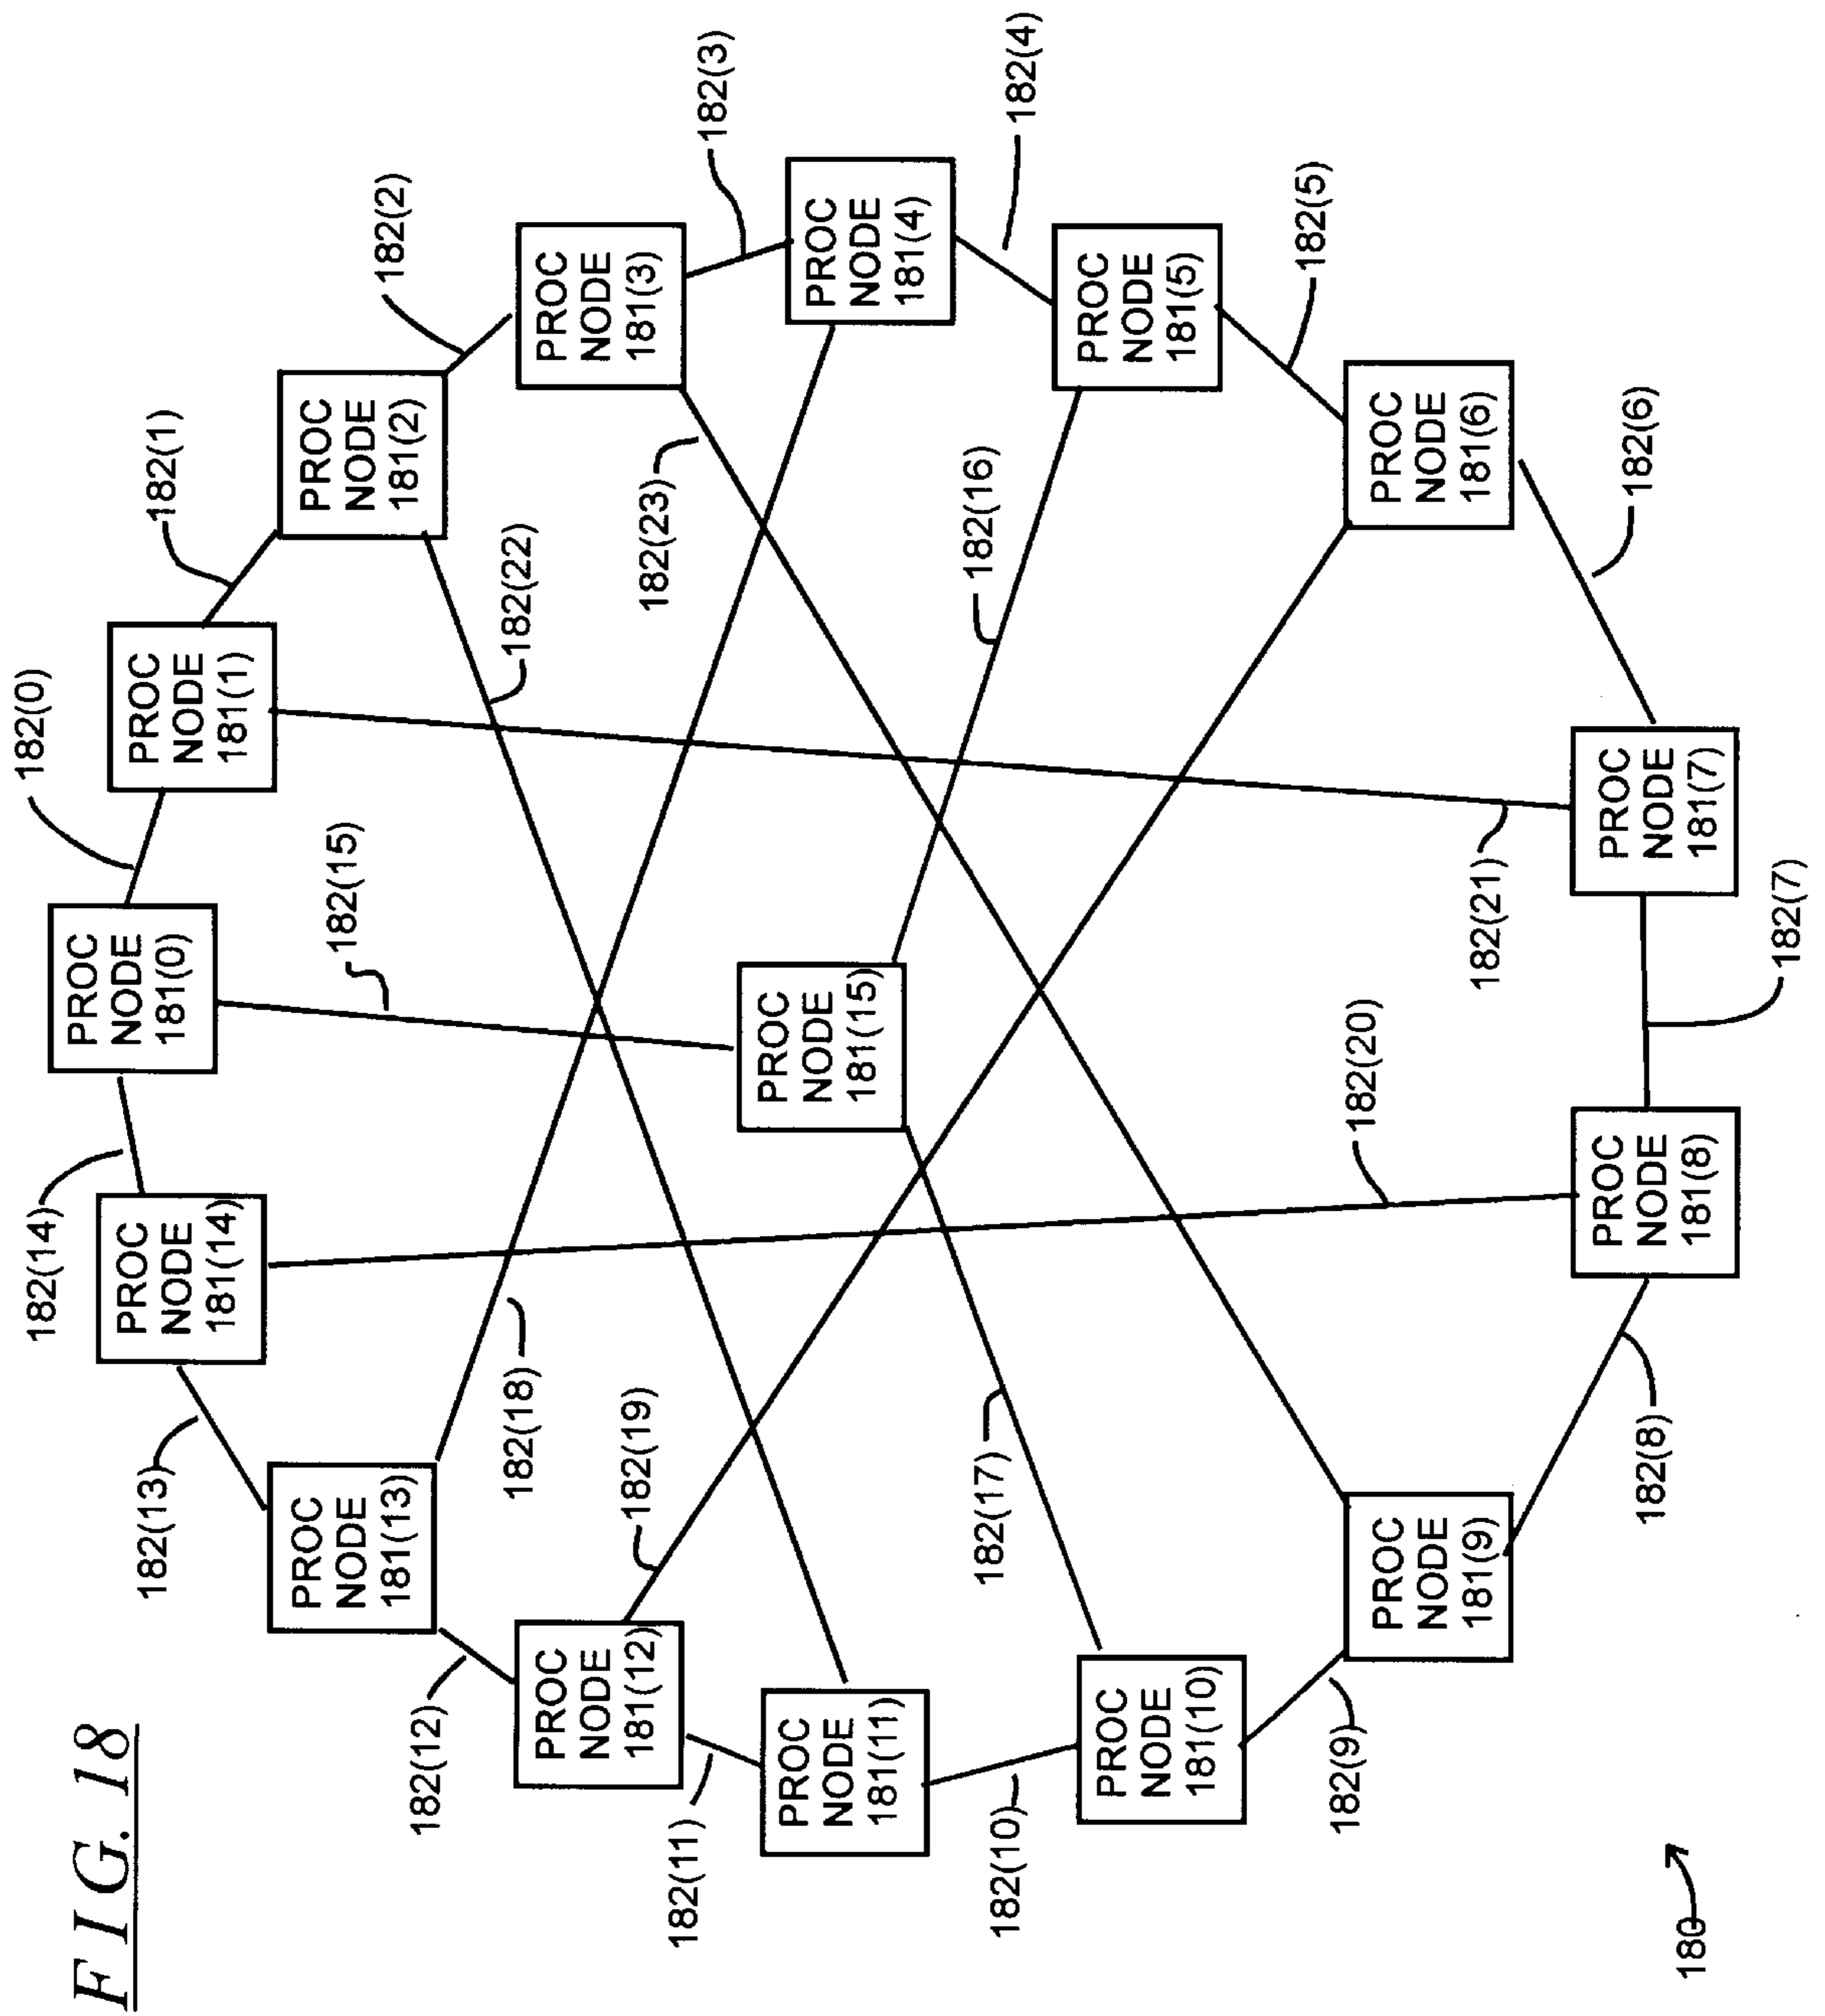 FIG. 18
182(0)
182(1)
182(2)
182(3)
182(4)
182(5)
182(6)
182(7)
182(8)
182(9)
182(10)
182(11)
182(12)
182(13)
182(14)
182(15)
182(16)
182(17)
182(18)
182(19)
182(20)
182(21)
182(22)
182(23)
PROC
NODE
181(0)
PROC
NODE
181(1)
PROC
NODE
181(2)
PROC
NODE
181(3)
PROC
NODE
181(4)
PROC
NODE
181(5)
PROC
NODE
181(6)
PROC
NODE
181(7)
PROC
NODE
181(8)
PROC
NODE
181(9)
PROC
NODE
181(10)
PROC
NODE
181(11)
PROC
NODE
181(12)
PROC
NODE
181(13)
PROC
NODE
181(14)
PROC
NODE
181(15)
180